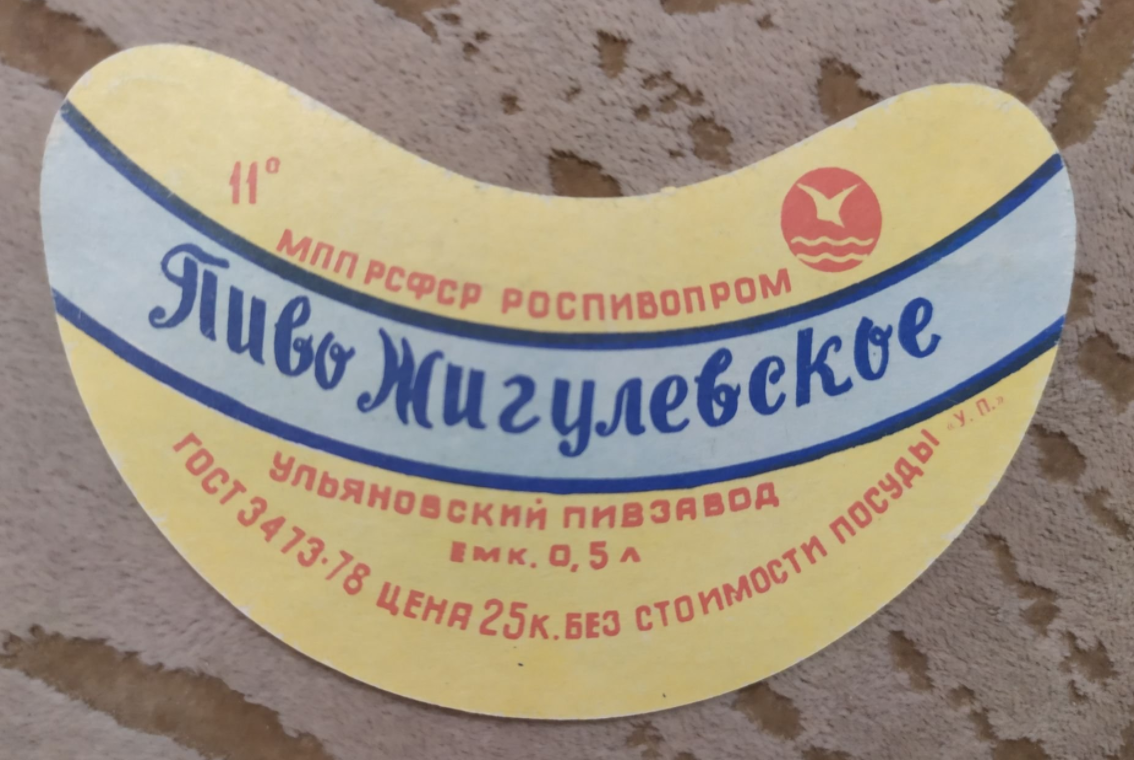 11°
МПП РСФСР РОСПИВОПРОМ
Пиво Жигулевское
УЛЬЯНОВСКИЙ ПИВЗАВОД
ЕМК. 0,5 л
ГОСТ 3473-78 ЦЕНА 25к. БЕЗ СТОИМОСТИ ПОСУДЫ «У. П.»